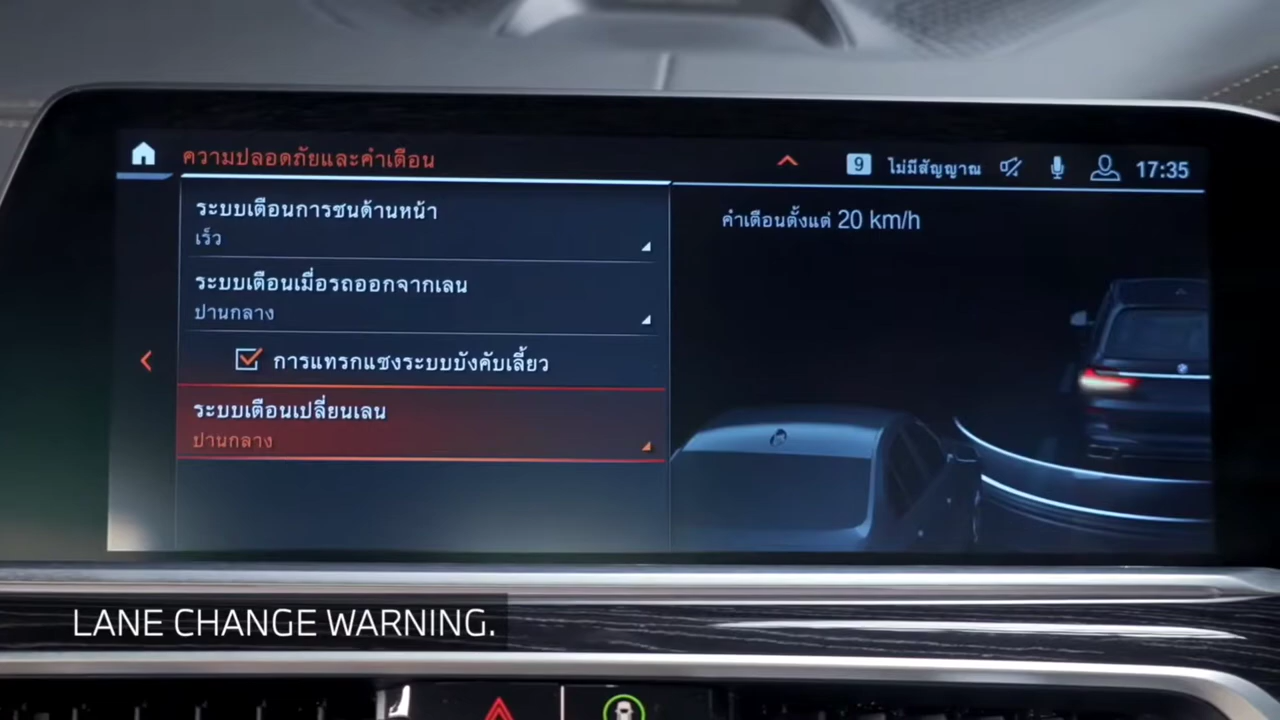 ความปลอดภัยและคำเตือน
9 ไม่มีสัญญาณ 17:35
ระบบเตือนการชนด้านหน้า
เร็ว
ระบบเตือนเมื่อรถออกจากเลน
ปานกลาง
การแทรกแซงระบบบังคับเลี้ยว
ระบบเตือนเปลี่ยนเลน
ปานกลาง
คำเตือนตั้งแต่ 20 km/h
LANE CHANGE WARNING.